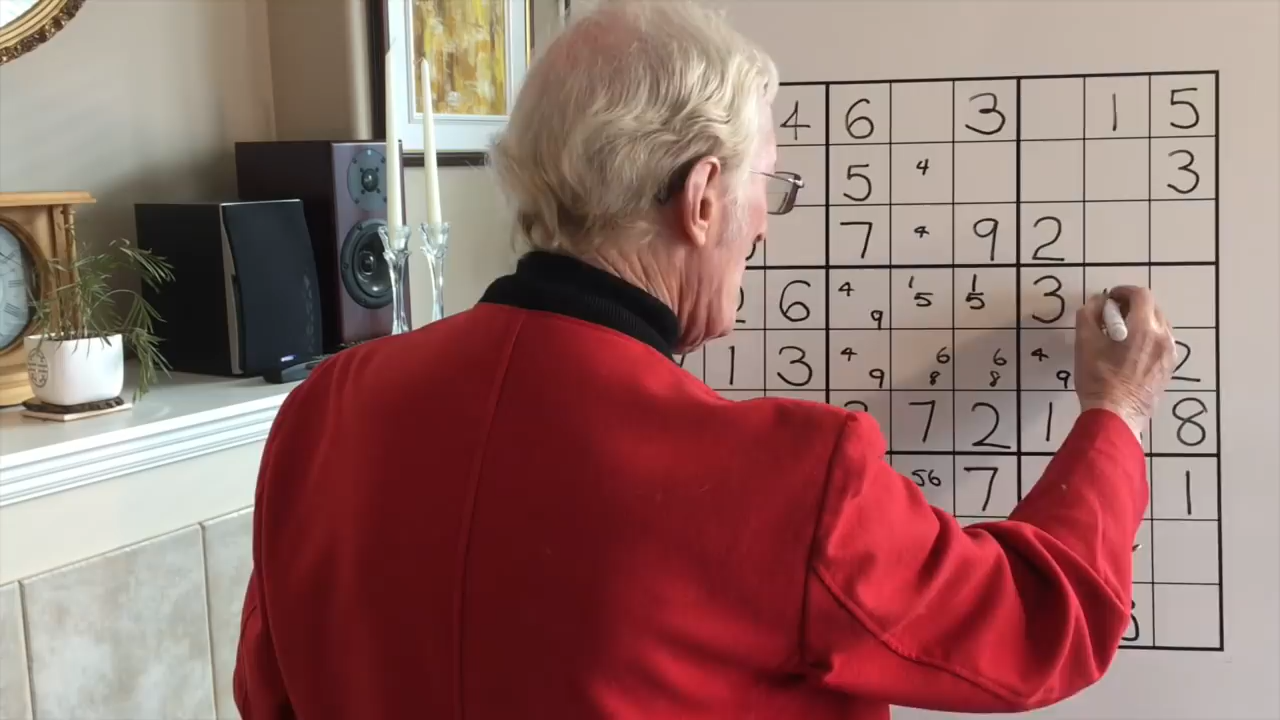 4 6 3 1 5
5 4 3
7 4 9 2
2 6 4 9 1 5 1 5 3
1 3 4 9 6 8 6 8 4 9 2
7 2 1 8
56 7 1